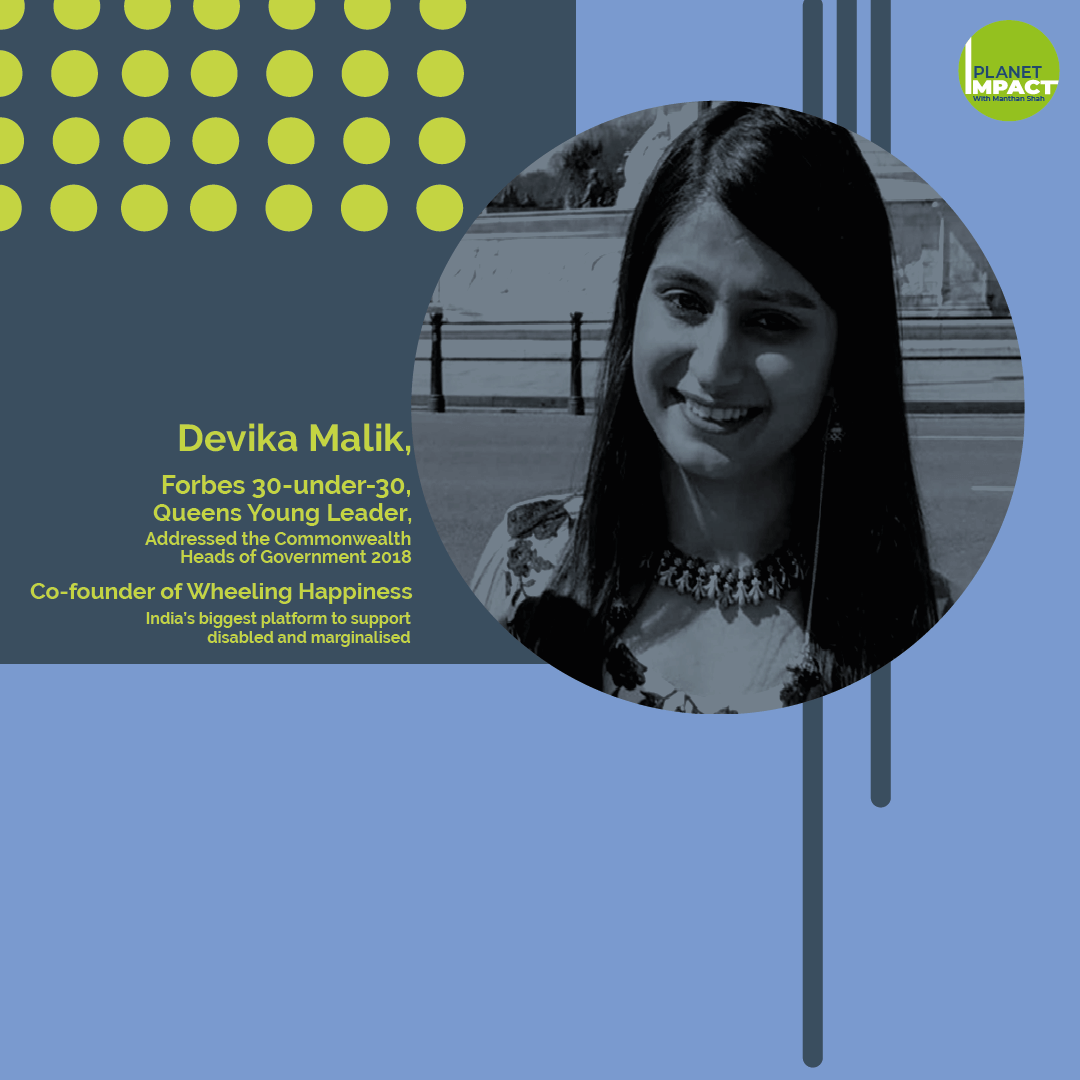 PLANET
IMPACT
With Manthan Shah
Devika Malik,
Forbes 30-under-30,
Queens Young Leader,
Addressed the Commonwealth
Heads of Government 2018
Co-founder of Wheeling Happiness
India's biggest platform to support
disabled and marginalised